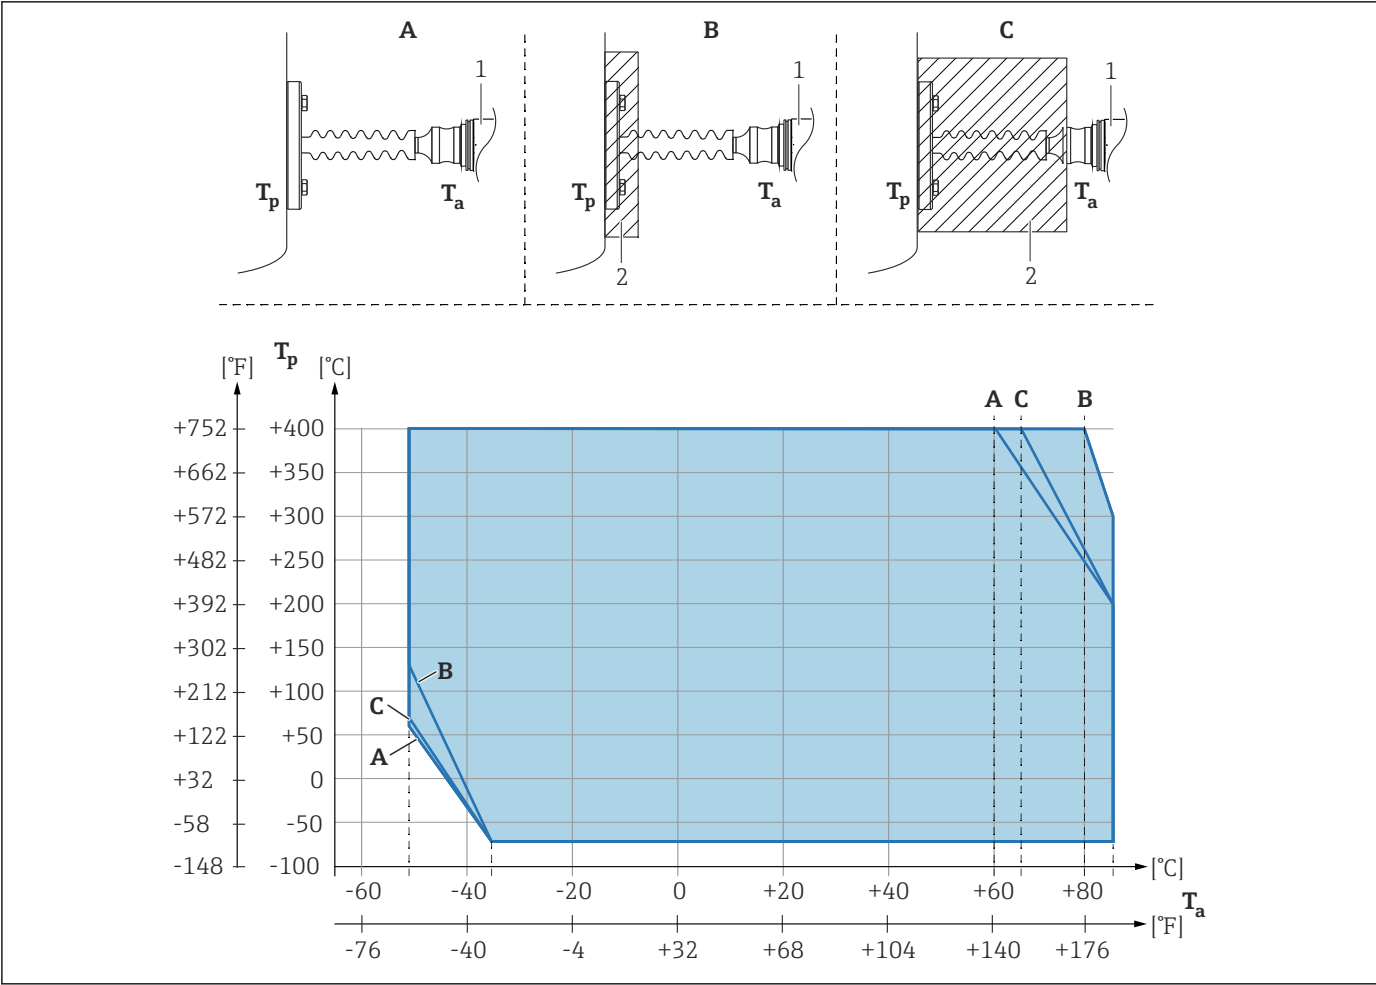 A B C
1 1 1
Tp Ta Tp Ta Tp Ta
2 2
[°F] Tp [°C]
A C B
+752 +400
+662 +350
+572 +300
+482 +250
+392 +200
+302 +150
B
+212 +100
C
+122 +50
A
+32 0
-58 -50
-148 -100 [°C]
-60 -40 -20 0 +20 +40 +60 +80 Ta
[°F]
-76 -40 -4 +32 +68 +104 +140 +176